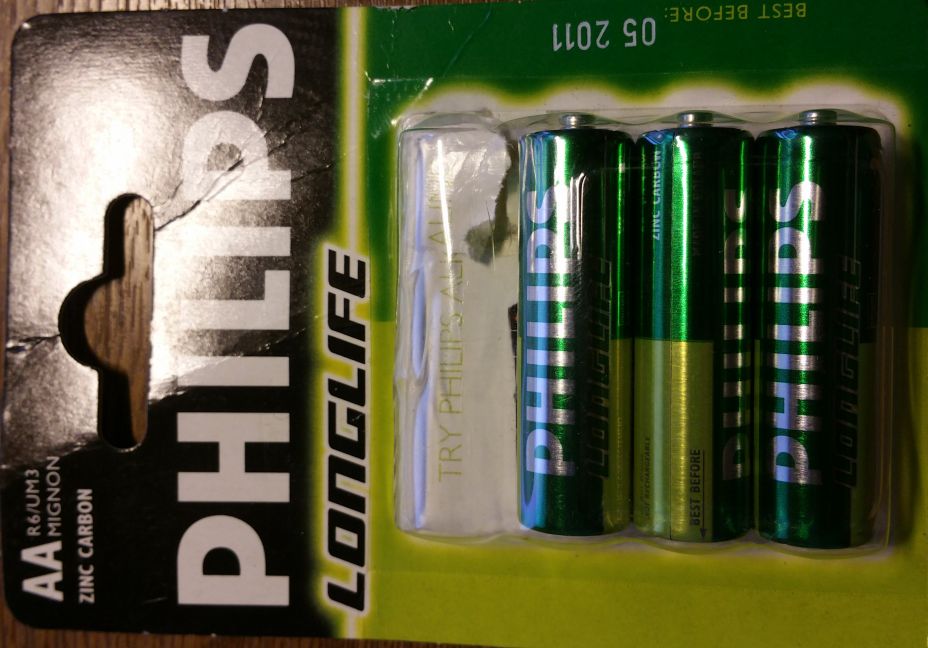 PHILIPS
LONGLIFE
AA R6/UM3
MIGNON
ZINC CARBON
BEST BEFORE:
05 2011
TRY PHILIPS
PHILIPS
LONGLIFE
ZINC CARBON
PHILIPS
BEST BEFORE
PHILIPS
LONGLIFE